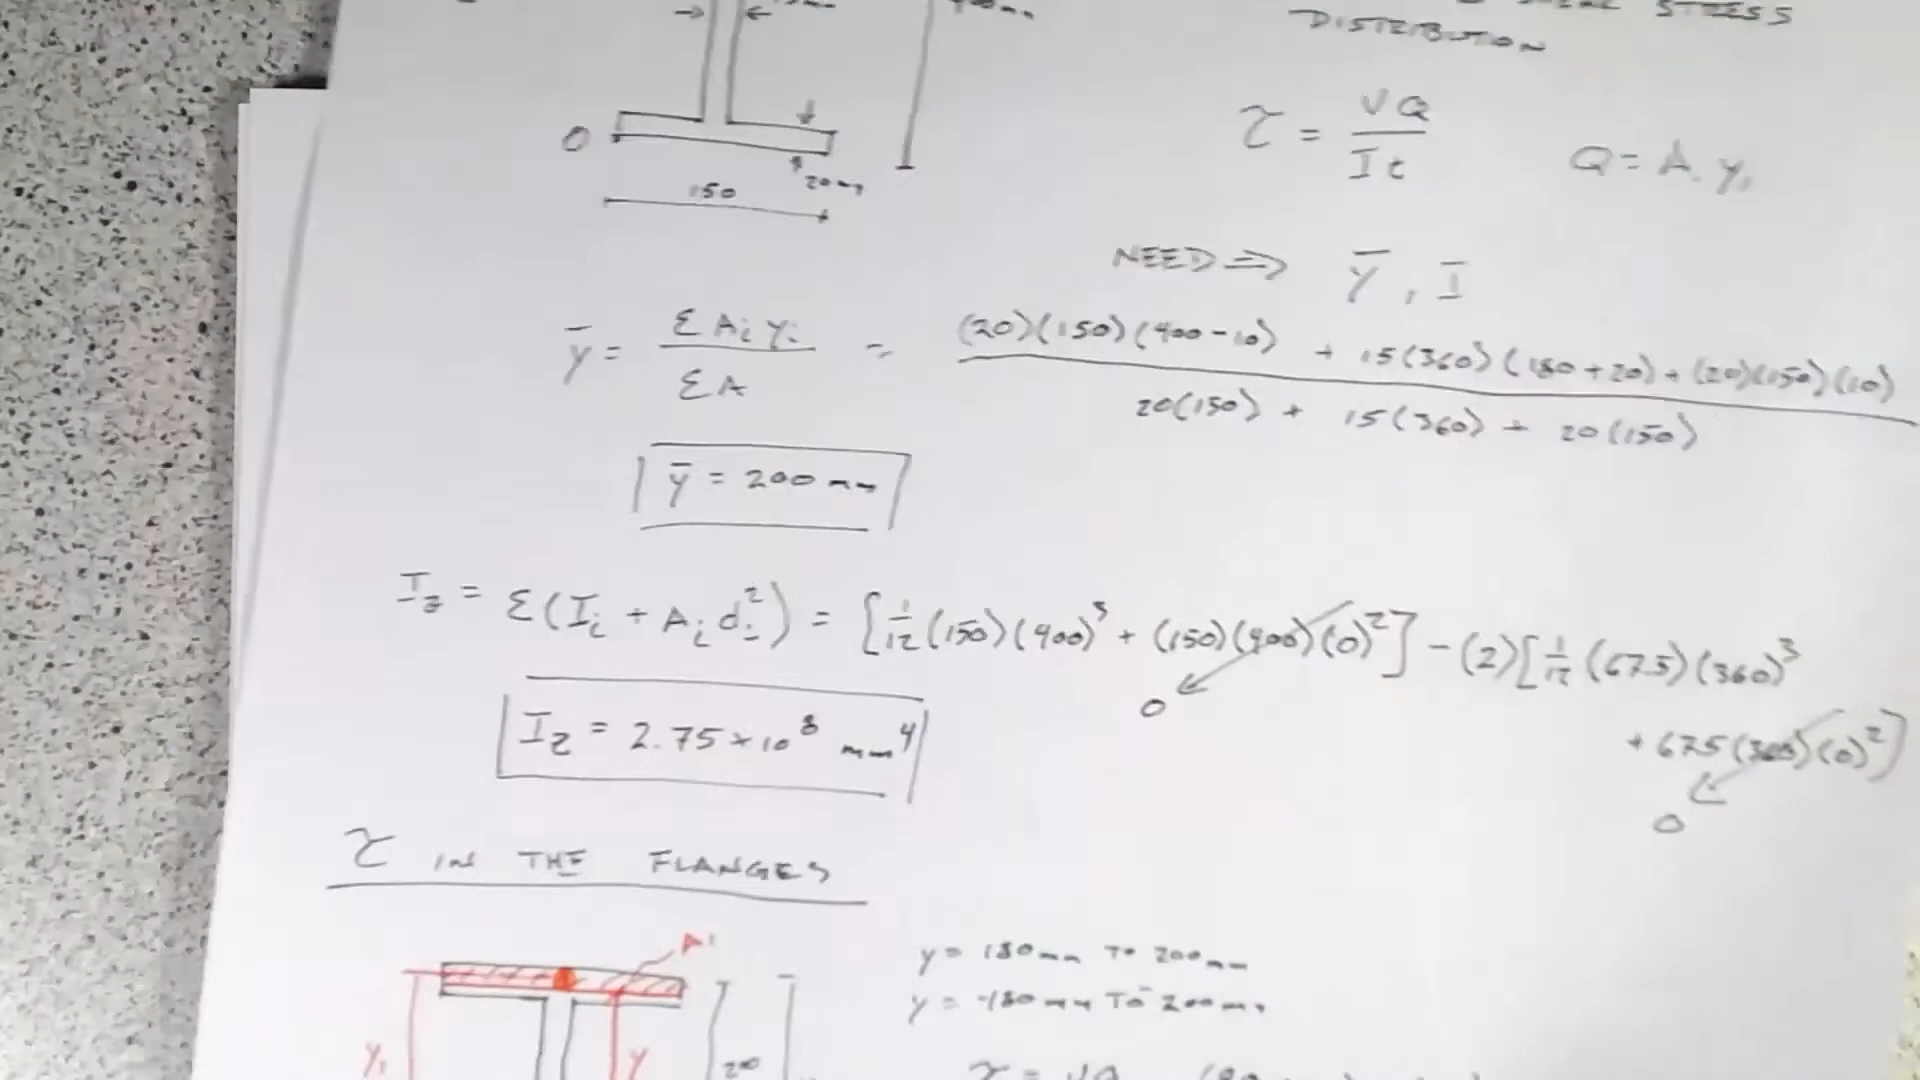 STRESS
DISTRIBUTION
τ = VQ / It
Q = A, y,
0
20mm
150
NEED ⇒ ȳ, I
ȳ = ΣAᵢyᵢ / ΣA = (20)(150)(400-10) + 15(360)(180+20) + (20)(150)(10) / 20(150) + 15(360) + 20(150)
ȳ = 200 mm
Iz = Σ(Iᵢ + Aᵢdᵢ²) = [1/12(150)(400)³ + (150)(400)(0)²] - (2)[1/12(67.5)(360)³
0
+ 67.5(360)(0)²]
0
Iz = 2.75 × 10⁸ mm⁴
τ IN THE FLANGES
A'
y = 180mm TO 200mm
y = -180mm TO -200mm
y₁
y
200
τ = VQ